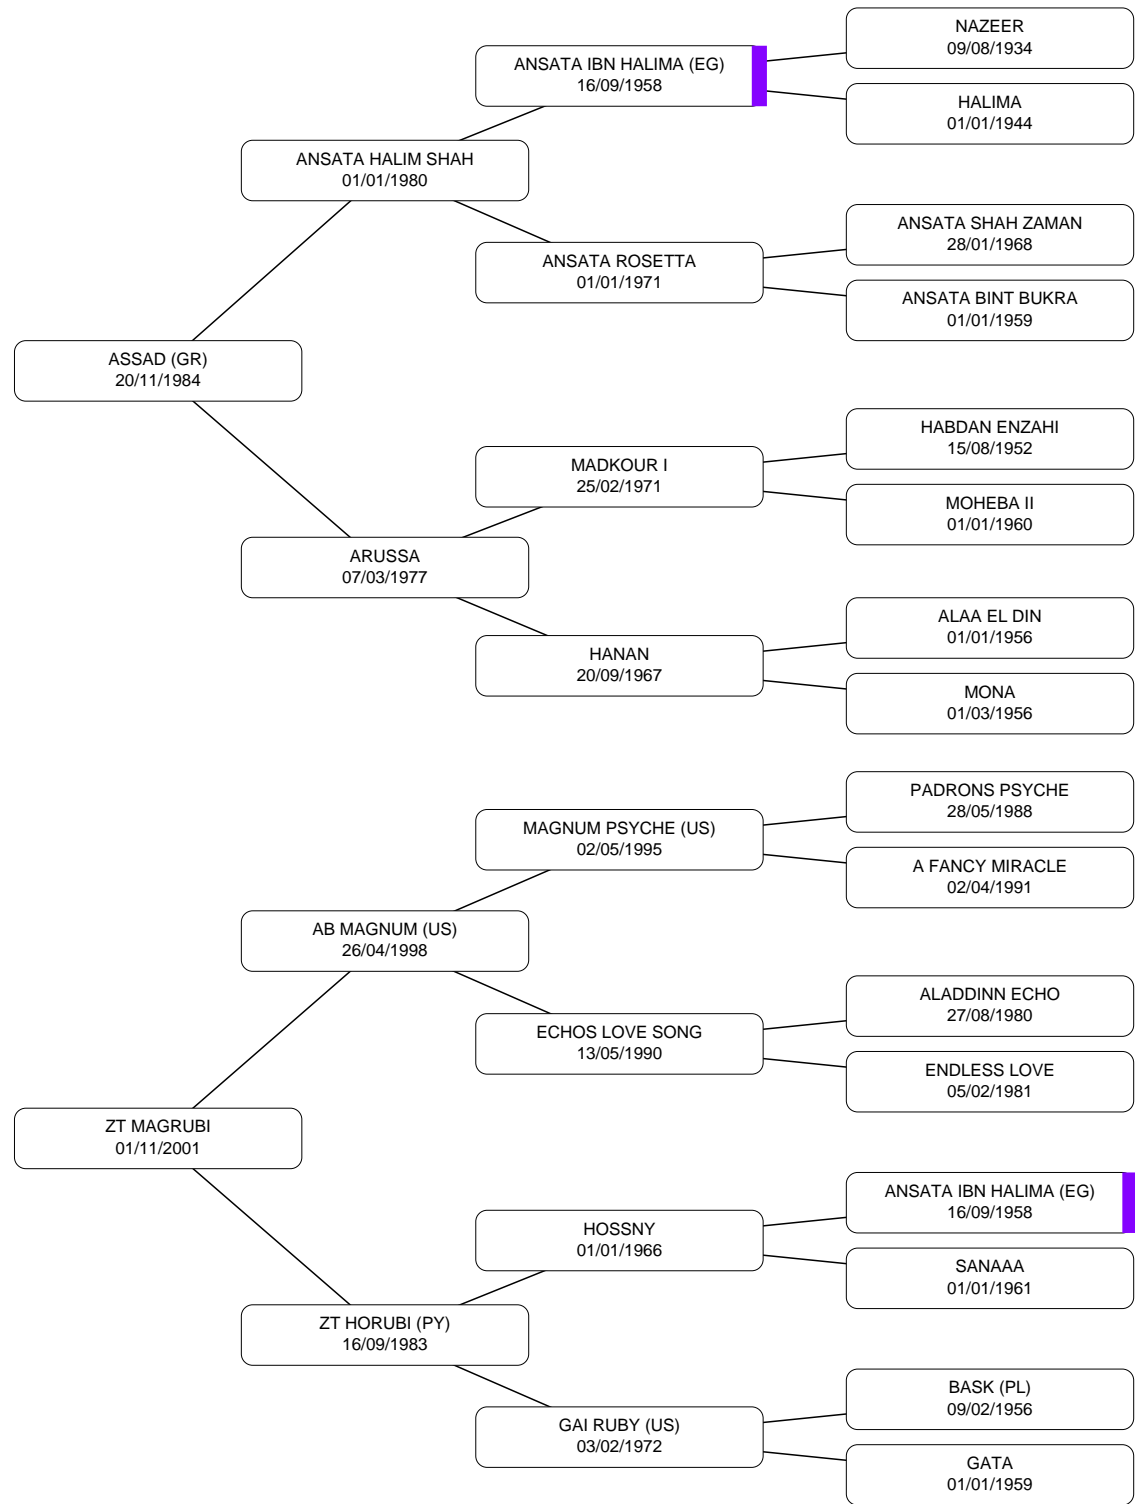 NAZEER
09/08/1934
ANSATA IBN HALIMA (EG)
16/09/1958
HALIMA
01/01/1944
ANSATA HALIM SHAH
01/01/1980
ANSATA SHAH ZAMAN
28/01/1968
ANSATA ROSETTA
01/01/1971
ANSATA BINT BUKRA
01/01/1959
ASSAD (GR)
20/11/1984
HABDAN ENZAHI
15/08/1952
MADKOUR I
25/02/1971
MOHEBA II
01/01/1960
ARUSSA
07/03/1977
ALAA EL DIN
01/01/1956
HANAN
20/09/1967
MONA
01/03/1956
PADRONS PSYCHE
28/05/1988
MAGNUM PSYCHE (US)
02/05/1995
A FANCY MIRACLE
02/04/1991
AB MAGNUM (US)
26/04/1998
ALADDINN ECHO
27/08/1980
ECHOS LOVE SONG
13/05/1990
ENDLESS LOVE
05/02/1981
ZT MAGRUBI
01/11/2001
ANSATA IBN HALIMA (EG)
16/09/1958
HOSSNY
01/01/1966
SANAAA
01/01/1961
ZT HORUBI (PY)
16/09/1983
BASK (PL)
09/02/1956
GAI RUBY (US)
03/02/1972
GATA
01/01/1959